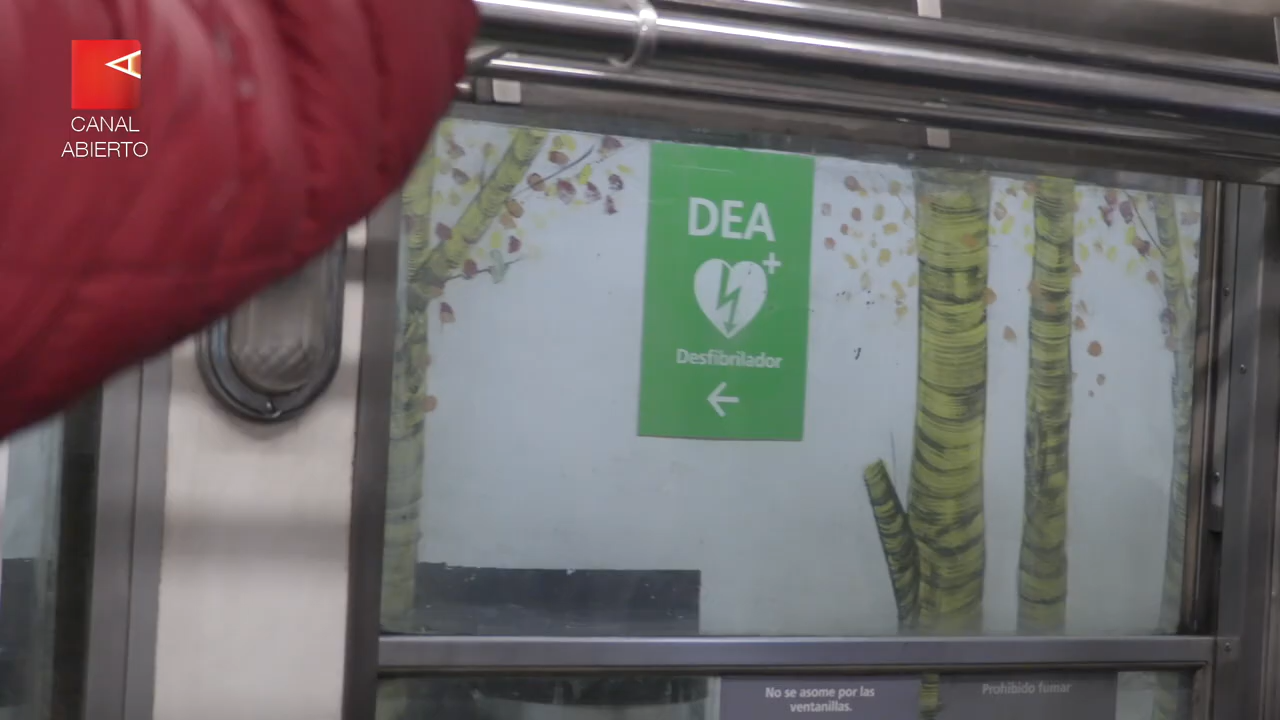 CANAL
ABIERTO
DEA
Desfibrilador
No se asome por las
ventanillas.
Prohibido fumar